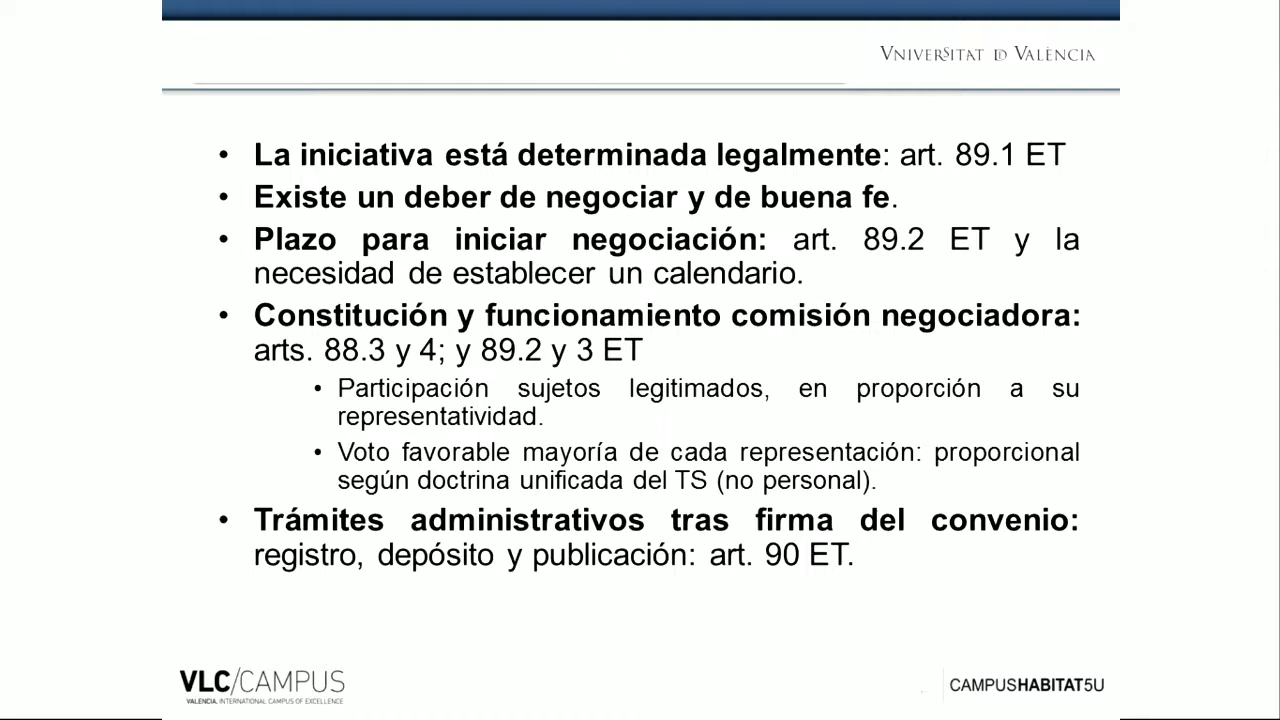 VNIVERSITAT D VALÈNCIA
• La iniciativa está determinada legalmente: art. 89.1 ET
• Existe un deber de negociar y de buena fe.
• Plazo para iniciar negociación: art. 89.2 ET y la
necesidad de establecer un calendario.
• Constitución y funcionamiento comisión negociadora:
arts. 88.3 y 4; y 89.2 y 3 ET
• Participación sujetos legitimados, en proporción a su
representatividad.
• Voto favorable mayoría de cada representación: proporcional
según doctrina unificada del TS (no personal).
• Trámites administrativos tras firma del convenio:
registro, depósito y publicación: art. 90 ET.
VLC/CAMPUS
VALENCIA, INTERNATIONAL CAMPUS OF EXCELLENCE
CAMPUSHABITAT5U